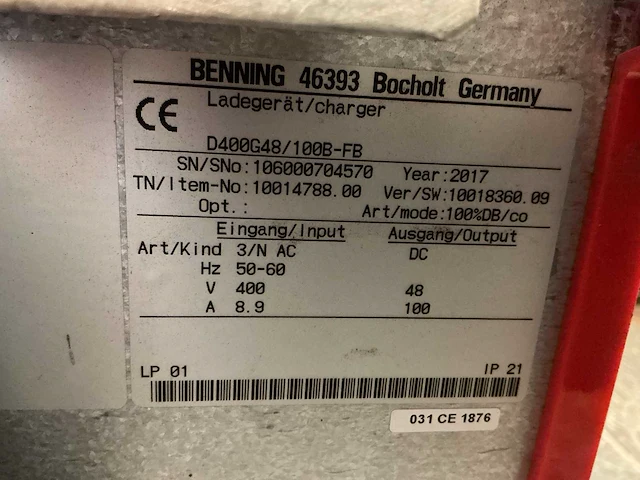 BENNING 46393 Bocholt Germany
CE Ladegerät/charger
D400G48/100B-FB
SN/SNo:106000704570 Year:2017
TN/Item-No:10014788.00 Ver/SW:10018360.09
Opt.: Art/mode:100%DB/co
Eingang/Input Ausgang/Output
Art/Kind 3/N AC DC
Hz 50-60
V 400 48
A 8.9 100
LP 01 IP 21
031 CE 1876